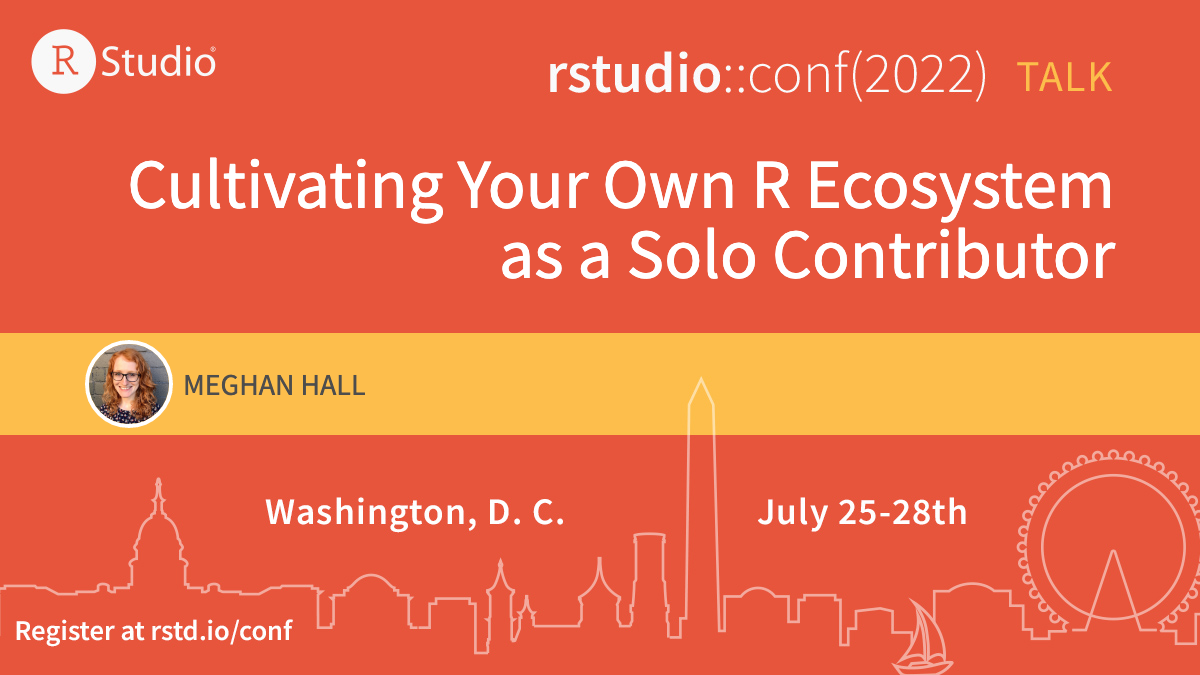 R Studio®
rstudio::conf(2022) TALK
Cultivating Your Own R Ecosystem
as a Solo Contributor
MEGHAN HALL
Washington, D. C.
July 25-28th
Register at rstd.io/conf